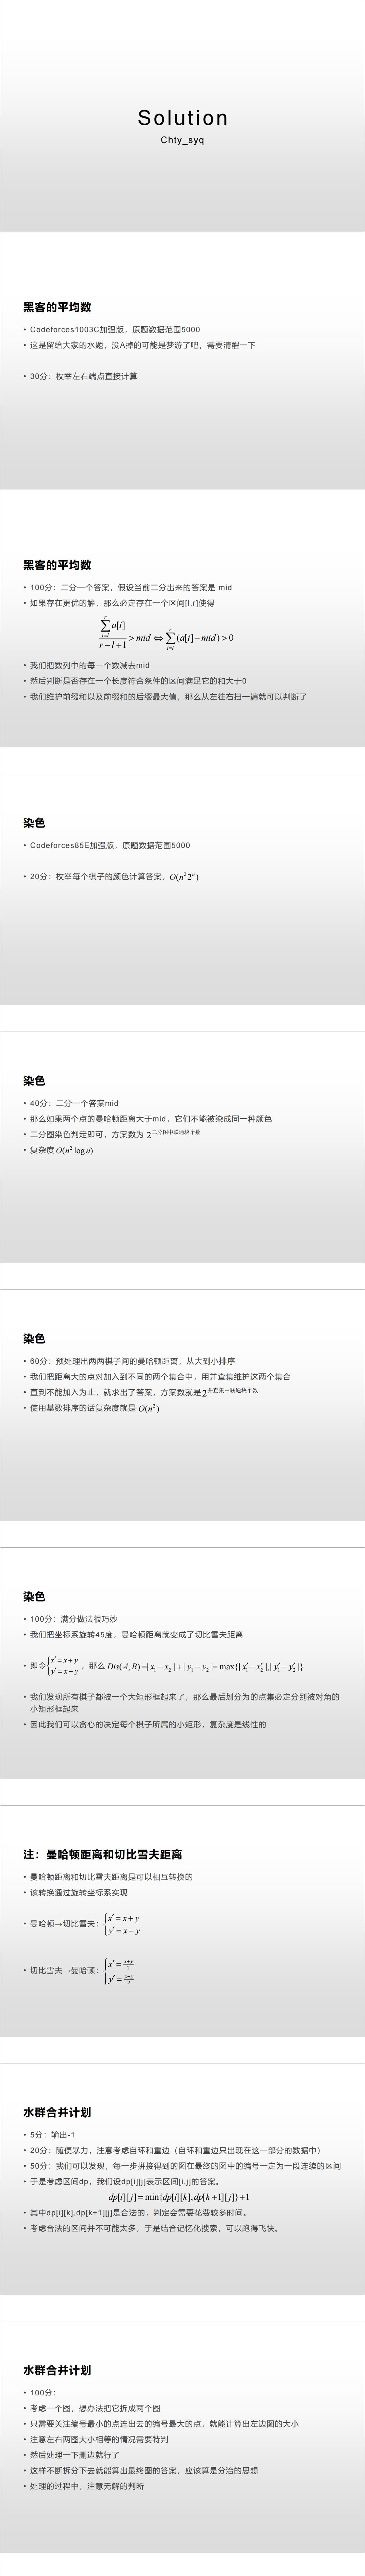 Solution
Chty_syq
黑客的平均数
• Codeforces1003C加强版，原题数据范围5000
• 这是留给大家的水题，没A掉的可能是梦游了吧，需要清醒一下
• 30分：枚举左右端点直接计算
黑客的平均数
• 100分：二分一个答案，假设当前二分出来的答案是 mid
• 如果存在更优的解，那么必定存在一个区间[l,r]使得
\frac{\sum_{i=l}^{r} a[i]}{r-l+1} > mid ⇔ \sum_{i=l}^{r} (a[i]-mid) > 0
• 我们把数列中的每一个数减去mid
• 然后判断是否存在一个长度符合条件的区间满足它的和大于0
• 我们维护前缀和以及前缀和的后缀最大值，那么从左往右扫一遍就可以判断了
染色
• Codeforces85E加强版，原题数据范围5000
• 20分：枚举每个棋子的颜色计算答案，O(n²2ⁿ)
染色
• 40分：二分一个答案mid
• 那么如果两个点的曼哈顿距离大于mid，它们不能被染成同一种颜色
• 二分图染色判定即可，方案数为 2^{二分图中联通块个数}
• 复杂度 O(n² log n)
染色
• 60分：预处理出两两棋子间的曼哈顿距离，从大到小排序
• 我们把距离大的点对加入到不同的两个集合中，用并查集维护这两个集合
• 直到不能加入为止，就求出了答案，方案数就是 2^{并查集中联通块个数}
• 使用基数排序的话复杂度就是 O(n²)
染色
• 100分：满分做法很巧妙
• 我们把坐标系旋转45度，曼哈顿距离就变成了切比雪夫距离
• 即令 {x′=x+y y′=x−y ，那么 Dis(A,B)=|x₁−x₂|+|y₁−y₂|=max{|x₁′−x₂′|,|y₁′−y₂′|}
• 我们发现所有棋子都被一个大矩形框起来了，那么最后划分为的点集必定分别被对角的
小矩形框起来
• 因此我们可以贪心的决定每个棋子所属的小矩形，复杂度是线性的
注：曼哈顿距离和切比雪夫距离
• 曼哈顿距离和切比雪夫距离是可以相互转换的
• 该转换通过旋转坐标系实现
• 曼哈顿→切比雪夫：{x′=x+y y′=x−y
• 切比雪夫→曼哈顿：{x′=\frac{x+y}{2} y′=\frac{x−y}{2}
水群合并计划
• 5分：输出-1
• 20分：随便暴力，注意考虑自环和重边（自环和重边只出现在这一部分的数据中）
• 50分：我们可以发现，每一步拼接得到的图在最终的图中的编号一定为一段连续的区间
• 于是考虑区间dp，我们设dp[i][j]表示区间[i,j]的答案。
dp[i][j]=min{dp[i][k],dp[k+1][j]}+1
• 其中dp[i][k],dp[k+1][j]是合法的，判定会需要花费较多时间。
• 考虑合法的区间并不可能太多，于是结合记忆化搜索，可以跑得飞快。
水群合并计划
• 100分：
• 考虑一个图，想办法把它拆成两个图
• 只需要关注编号最小的点连出去的编号最大的点，就能计算出左边图的大小
• 注意左右两图大小相等的情况需要特判
• 然后处理一下删边就行了
• 这样不断拆分下去就能算出最终图的答案，应该算是分治的思想
• 处理的过程中，注意无解的判断